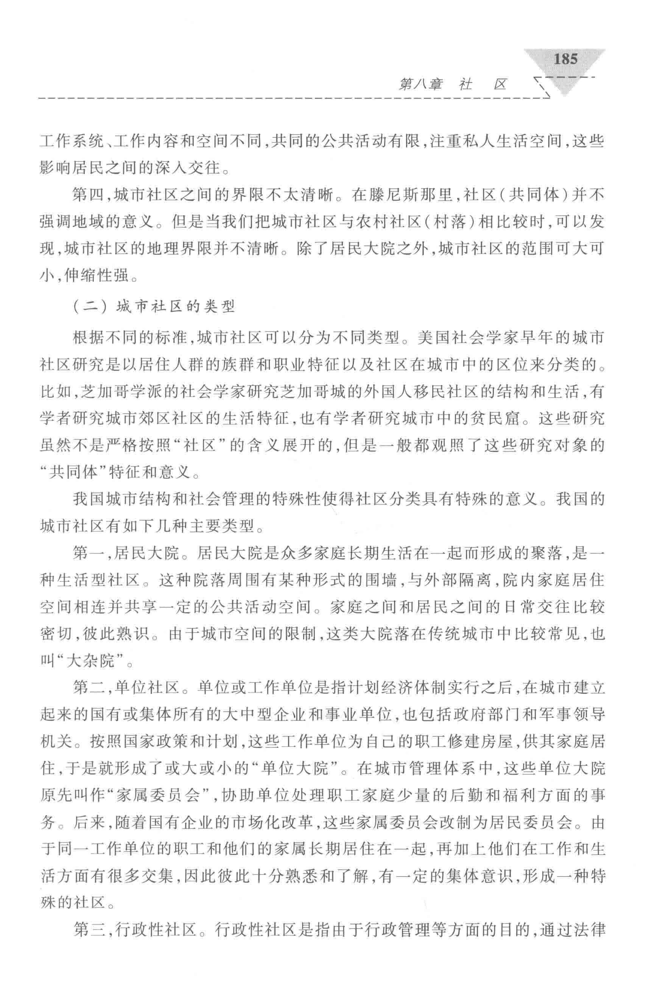 185
第八章 社 区
工作系统、工作内容和空间不同,共同的公共活动有限,注重私人生活空间,这些
影响居民之间的深入交往。
第四,城市社区之间的界限不太清晰。在滕尼斯那里,社区(共同体)并不
强调地域的意义。但是当我们把城市社区与农村社区(村落)相比较时,可以发
现,城市社区的地理界限并不清晰。除了居民大院之外,城市社区的范围可大可
小,伸缩性强。
(二)城市社区的类型
根据不同的标准,城市社区可以分为不同类型。美国社会学家早年的城市
社区研究是以居住人群的族群和职业特征以及社区在城市中的区位来分类的。
比如,芝加哥学派的社会学家研究芝加哥城的外国人移民社区的结构和生活,有
学者研究城市郊区社区的生活特征,也有学者研究城市中的贫民窟。这些研究
虽然不是严格按照“社区”的含义展开的,但是一般都观照了这些研究对象的
“共同体”特征和意义。
我国城市结构和社会管理的特殊性使得社区分类具有特殊的意义。我国的
城市社区有如下几种主要类型。
第一,居民大院。居民大院是众多家庭长期生活在一起而形成的聚落,是一
种生活型社区。这种院落周围有某种形式的围墙,与外部隔离,院内家庭居住
空间相连并共享一定的公共活动空间。家庭之间和居民之间的日常交往比较
密切,彼此熟识。由于城市空间的限制,这类大院落在传统城市中比较常见,也
叫“大杂院”。
第二,单位社区。单位或工作单位是指计划经济体制实行之后,在城市建立
起来的国有或集体所有的大中型企业和事业单位,也包括政府部门和军事领导
机关。按照国家政策和计划,这些工作单位为自己的职工修建房屋,供其家庭居
住,于是就形成了或大或小的“单位大院”。在城市管理体系中,这些单位大院
原先叫作“家属委员会”,协助单位处理职工家庭少量的后勤和福利方面的事
务。后来,随着国有企业的市场化改革,这些家属委员会改制为居民委员会。由
于同一工作单位的职工和他们的家属长期居住在一起,再加上他们在工作和生
活方面有很多交集,因此彼此十分熟悉和了解,有一定的集体意识,形成一种特
殊的社区。
第三,行政性社区。行政性社区是指由于行政管理等方面的目的,通过法律